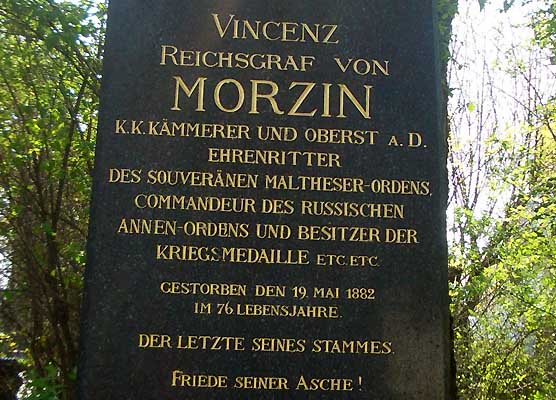 VINCENZ
REICHSGRAF VON
MORZIN
K.K. KÄMMERER UND OBERST A. D.
EHRENRITTER
DES SOUVERÄNEN MALTHESER-ORDENS,
COMMANDEUR DES RUSSISCHEN
ANNEN-ORDENS UND BESITZER DER
KRIEGSMEDAILLE ETC. ETC.
GESTORBEN DEN 19. MAI 1882
IM 76 LEBENSJAHRE.
DER LETZTE SEINES STAMMES.
FRIEDE SEINER ASCHE!